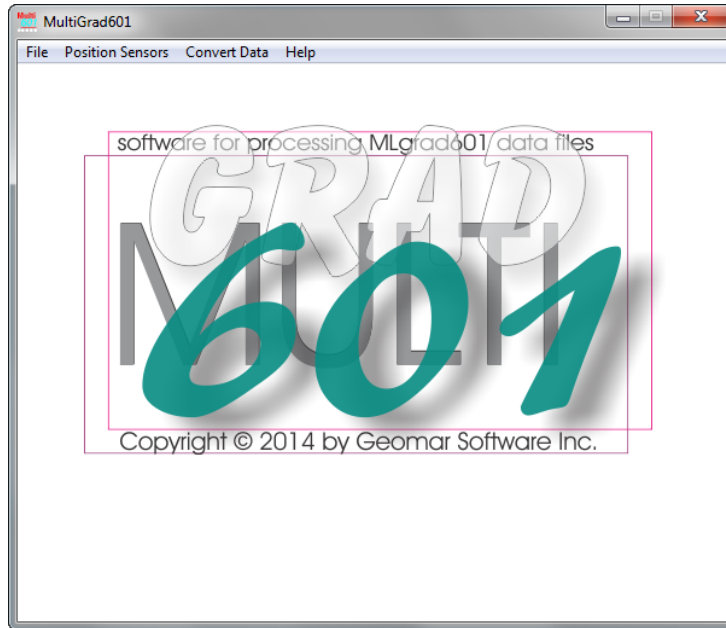 MultiGrad601
File Position Sensors Convert Data Help
software for processing MLgrad601 data files
GRAD
MULTI
601
Copyright © 2014 by Geomar Software Inc.